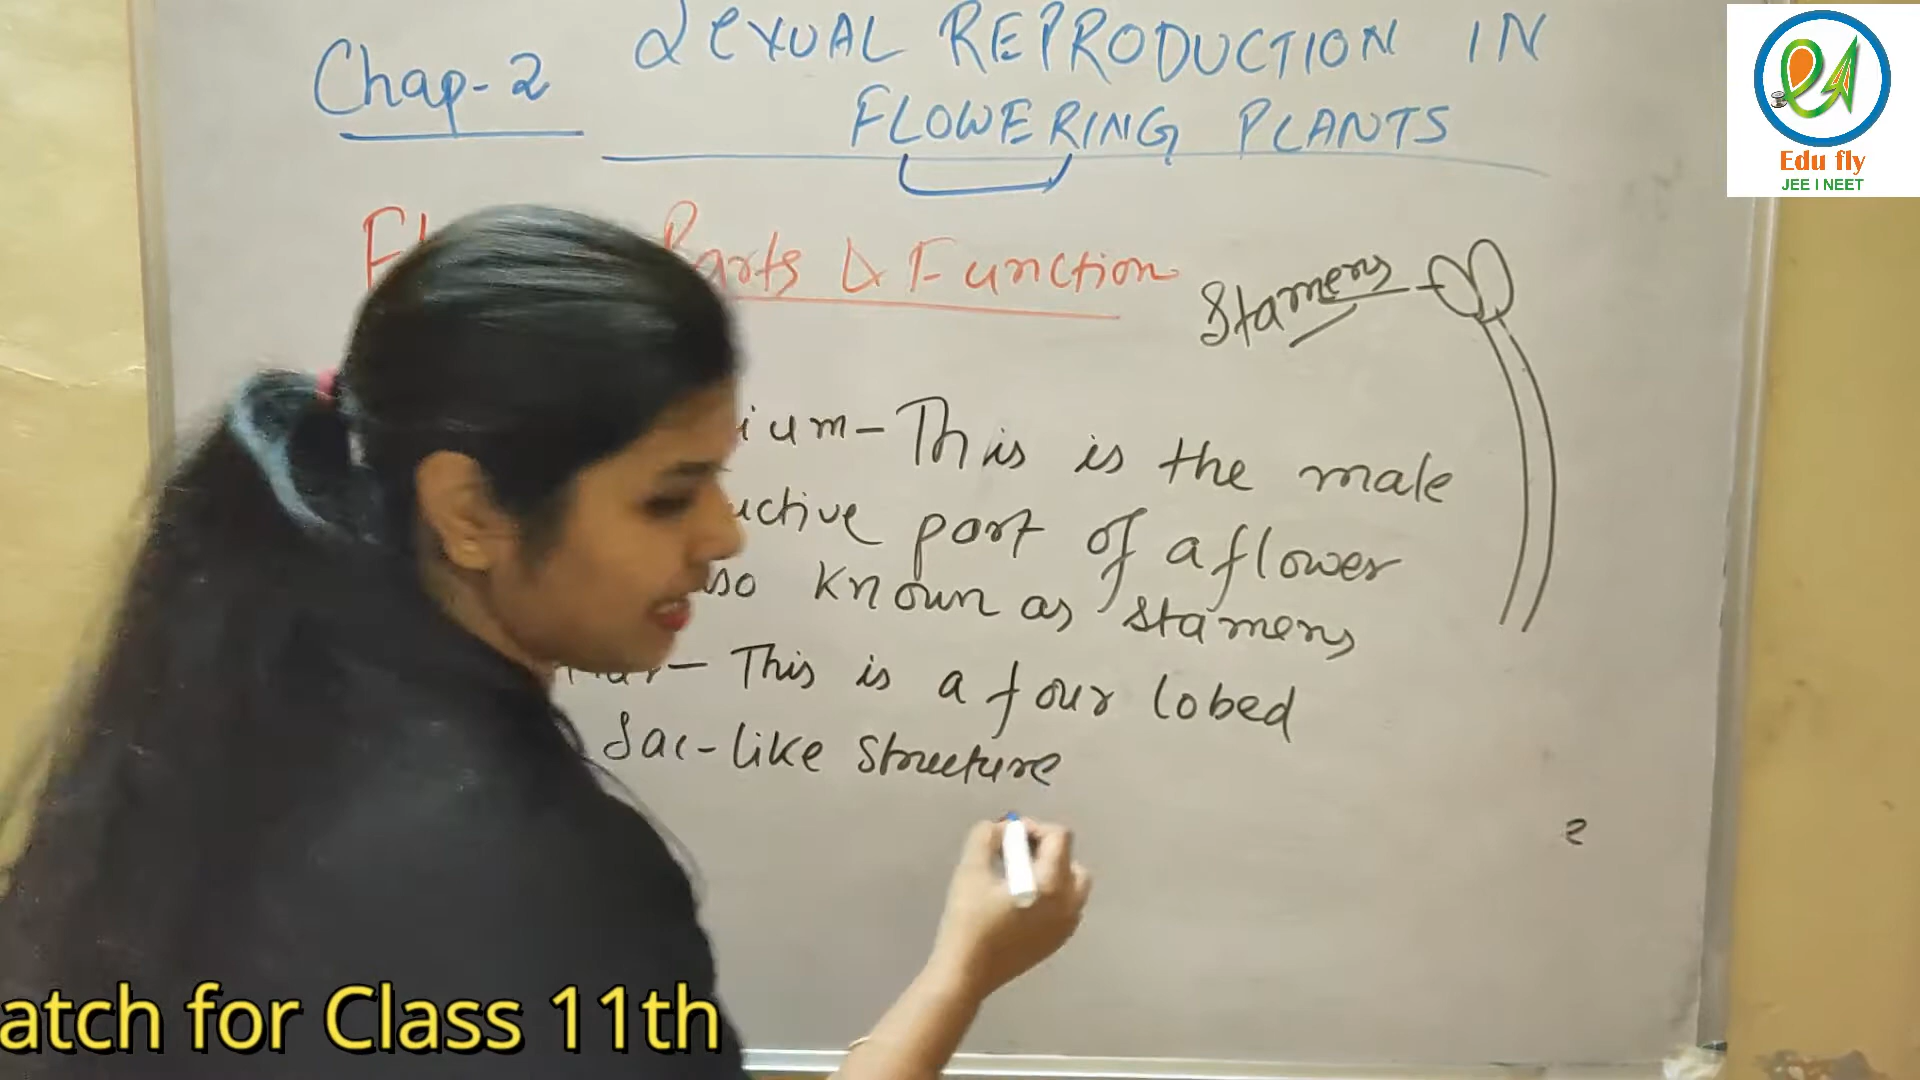 Chap-2
SEXUAL REPRODUCTION IN
FLOWERING PLANTS
Parts & Function
Stamens
ium - This is the male
uctive part of a flower
so known as stamens
- This is a four lobed
Sac-like structure
2
Edu fly
JEE I NEET
atch for Class 11th